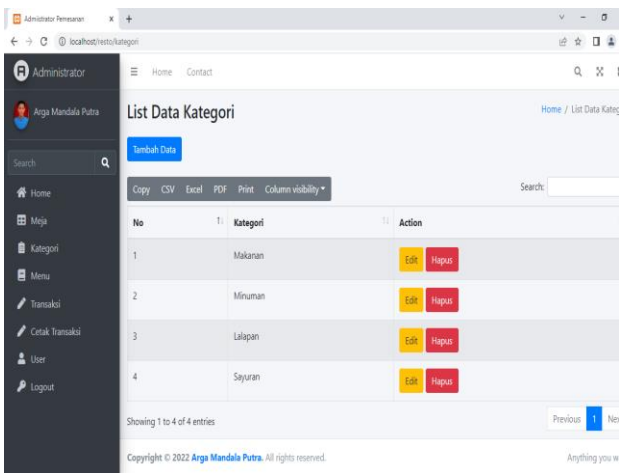 Administrator Pemesanan x +
localhost/resto/kategori
Administrator
Home Contact
Arga Mandala Putra
List Data Kategori
Home / List Data Kateg
Tambah Data
Search
Copy CSV Excel PDF Print Column visibility
Search:
Home
Meja
Kategori
Menu
Transaksi
Cetak Transaksi
User
Logout
No Kategori Action
1 Makanan Edit Hapus
2 Minuman Edit Hapus
3 Lalapan Edit Hapus
4 Sayuran Edit Hapus
Showing 1 to 4 of 4 entries
Previous 1 Nex
Copyright © 2022 Arga Mandala Putra. All rights reserved.
Anything you w